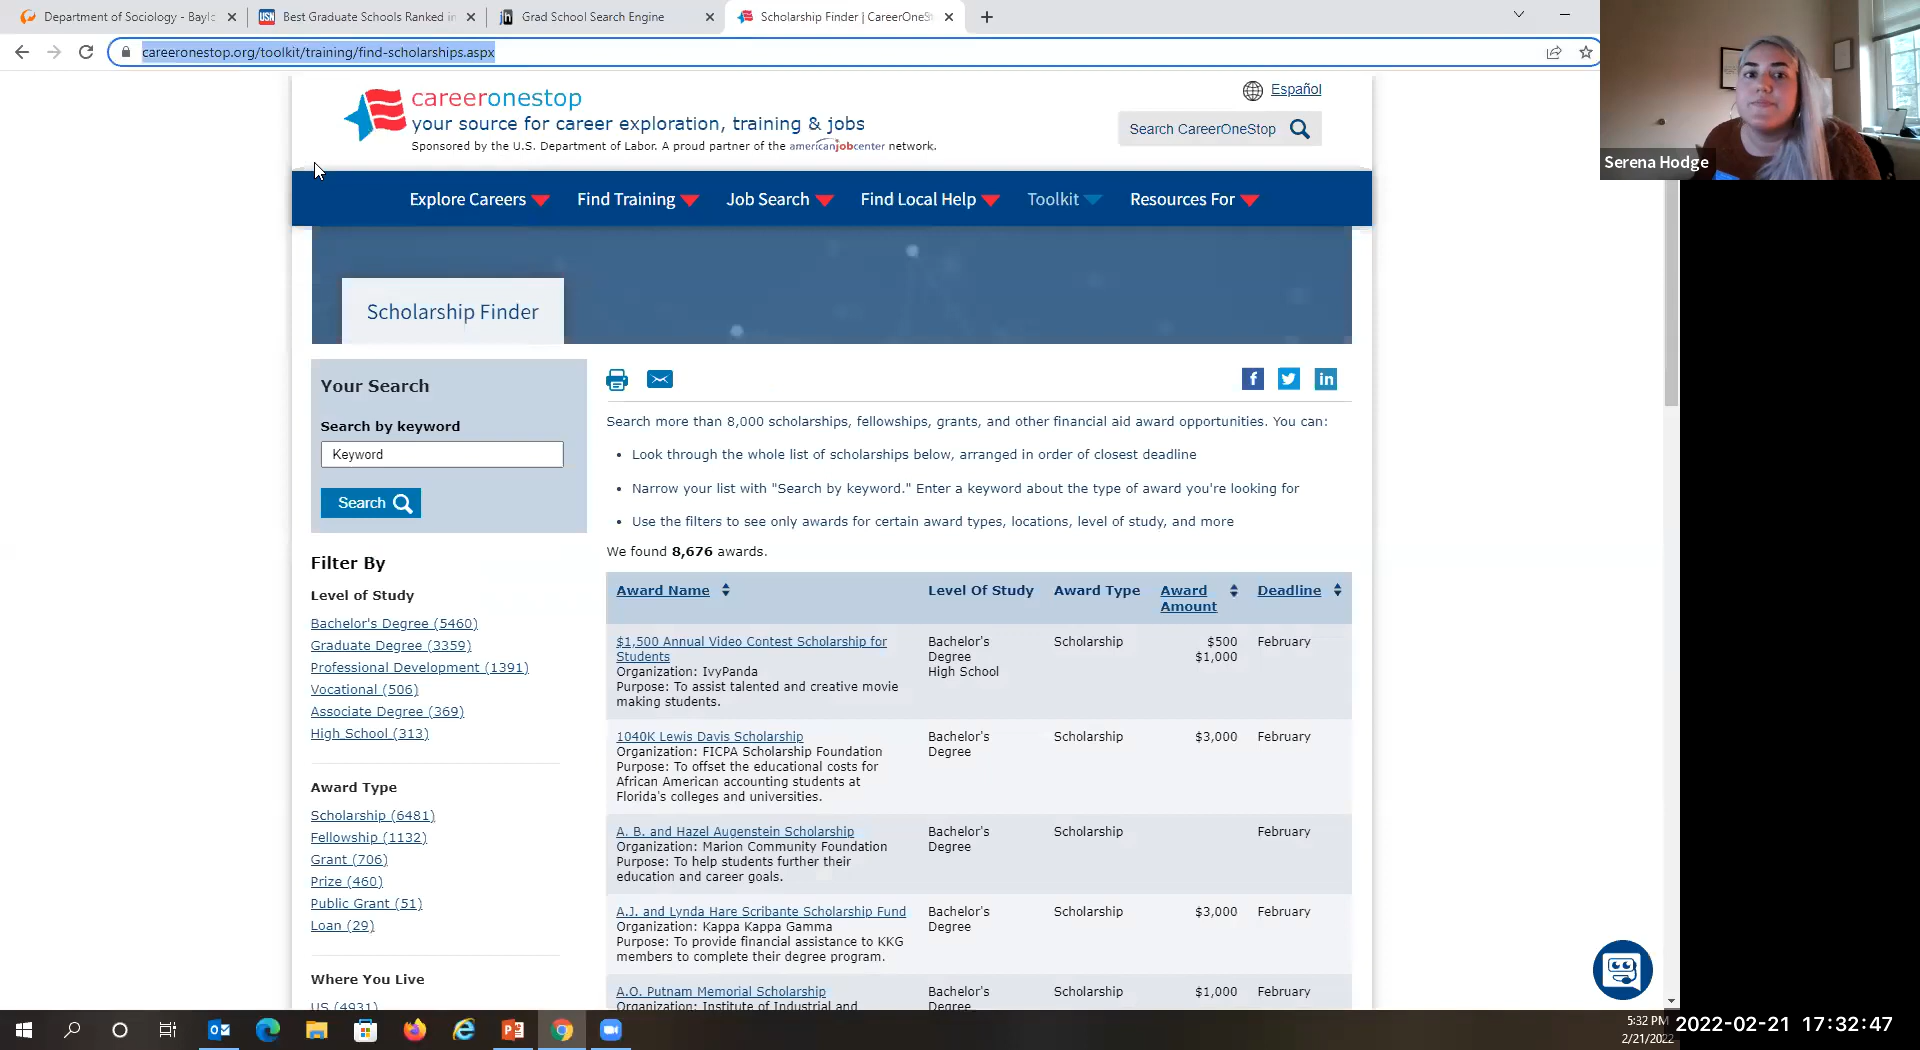 Department of Sociology - Baylo
Best Graduate Schools Ranked in
Grad School Search Engine
Scholarship Finder | CareerOneS
careeronestop.org/toolkit/training/find-scholarships.aspx
careeronestop
your source for career exploration, training & jobs
Sponsored by the U.S. Department of Labor. A proud partner of the americanjobcenter network.
Español
Search CareerOneStop
Serena Hodge
Explore Careers
Find Training
Job Search
Find Local Help
Toolkit
Resources For
Scholarship Finder
Your Search
Search by keyword
Keyword
Search
Filter By
Level of Study
Bachelor's Degree (5460)
Graduate Degree (3359)
Professional Development (1391)
Vocational (506)
Associate Degree (369)
High School (313)
Award Type
Scholarship (6481)
Fellowship (1132)
Grant (706)
Prize (460)
Public Grant (51)
Loan (29)
Where You Live
US (4931)
Search more than 8,000 scholarships, fellowships, grants, and other financial aid award opportunities. You can:
Look through the whole list of scholarships below, arranged in order of closest deadline
Narrow your list with "Search by keyword." Enter a keyword about the type of award you're looking for
Use the filters to see only awards for certain award types, locations, level of study, and more
We found 8,676 awards.
Award Name Level Of Study Award Type Award Amount Deadline
$1,500 Annual Video Contest Scholarship for
Students
Organization: IvyPanda
Purpose: To assist talented and creative movie
making students.
Bachelor's
Degree
High School
Scholarship
$500
$1,000
February
1040K Lewis Davis Scholarship
Organization: FICPA Scholarship Foundation
Purpose: To offset the educational costs for
African American accounting students at
Florida's colleges and universities.
Bachelor's
Degree
Scholarship
$3,000
February
A. B. and Hazel Augenstein Scholarship
Organization: Marion Community Foundation
Purpose: To help students further their
education and career goals.
Bachelor's
Degree
Scholarship
February
A.J. and Lynda Hare Scribante Scholarship Fund
Organization: Kappa Kappa Gamma
Purpose: To provide financial assistance to KKG
members to complete their degree program.
Bachelor's
Degree
Scholarship
$3,000
February
A.O. Putnam Memorial Scholarship
Organization: Institute of Industrial and
Bachelor's
Degree
Scholarship
$1,000
February
5:32 PM
2/21/2022
2022-02-21 17:32:47